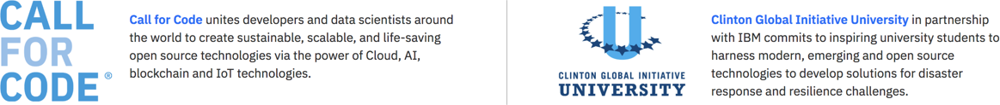 CALL
FOR
CODE ®
Call for Code unites developers and data scientists around
the world to create sustainable, scalable, and life-saving
open source technologies via the power of Cloud, AI,
blockchain and IoT technologies.
U
CLINTON GLOBAL INITIATIVE
UNIVERSITY
Clinton Global Initiative University in partnership
with IBM commits to inspiring university students to
harness modern, emerging and open source
technologies to develop solutions for disaster
response and resilience challenges.